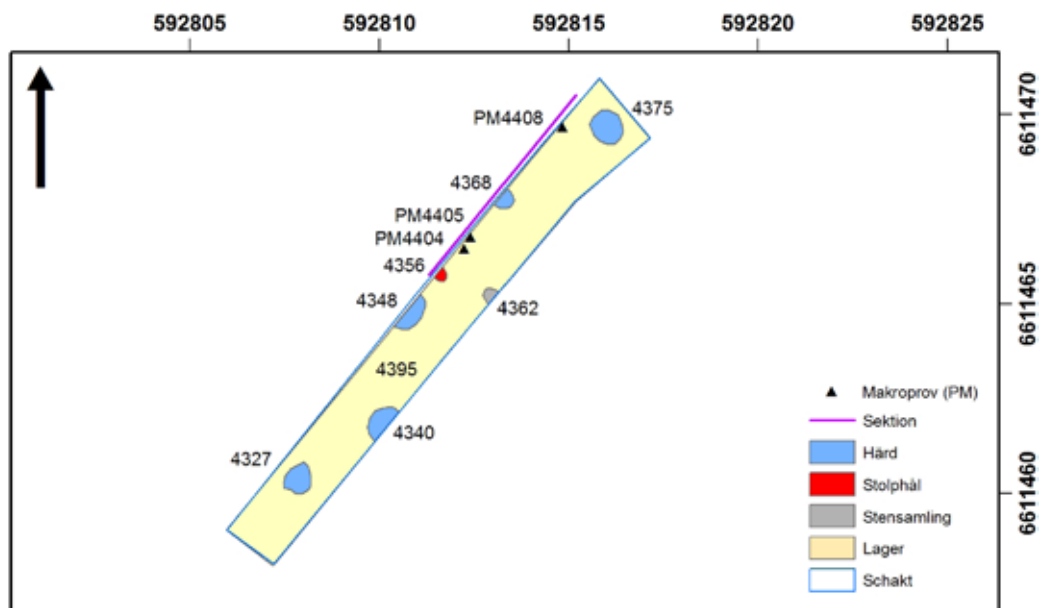 592805 592810 592815 592820 592825
4375
PM4408
6611470
4368
PM4405
PM4404
4356
4348
4362
6611465
4395
Makroprov (PM)
Sektion
4340
Härd
4327
Stolphål
6611460
Stensamling
Lager
Schakt